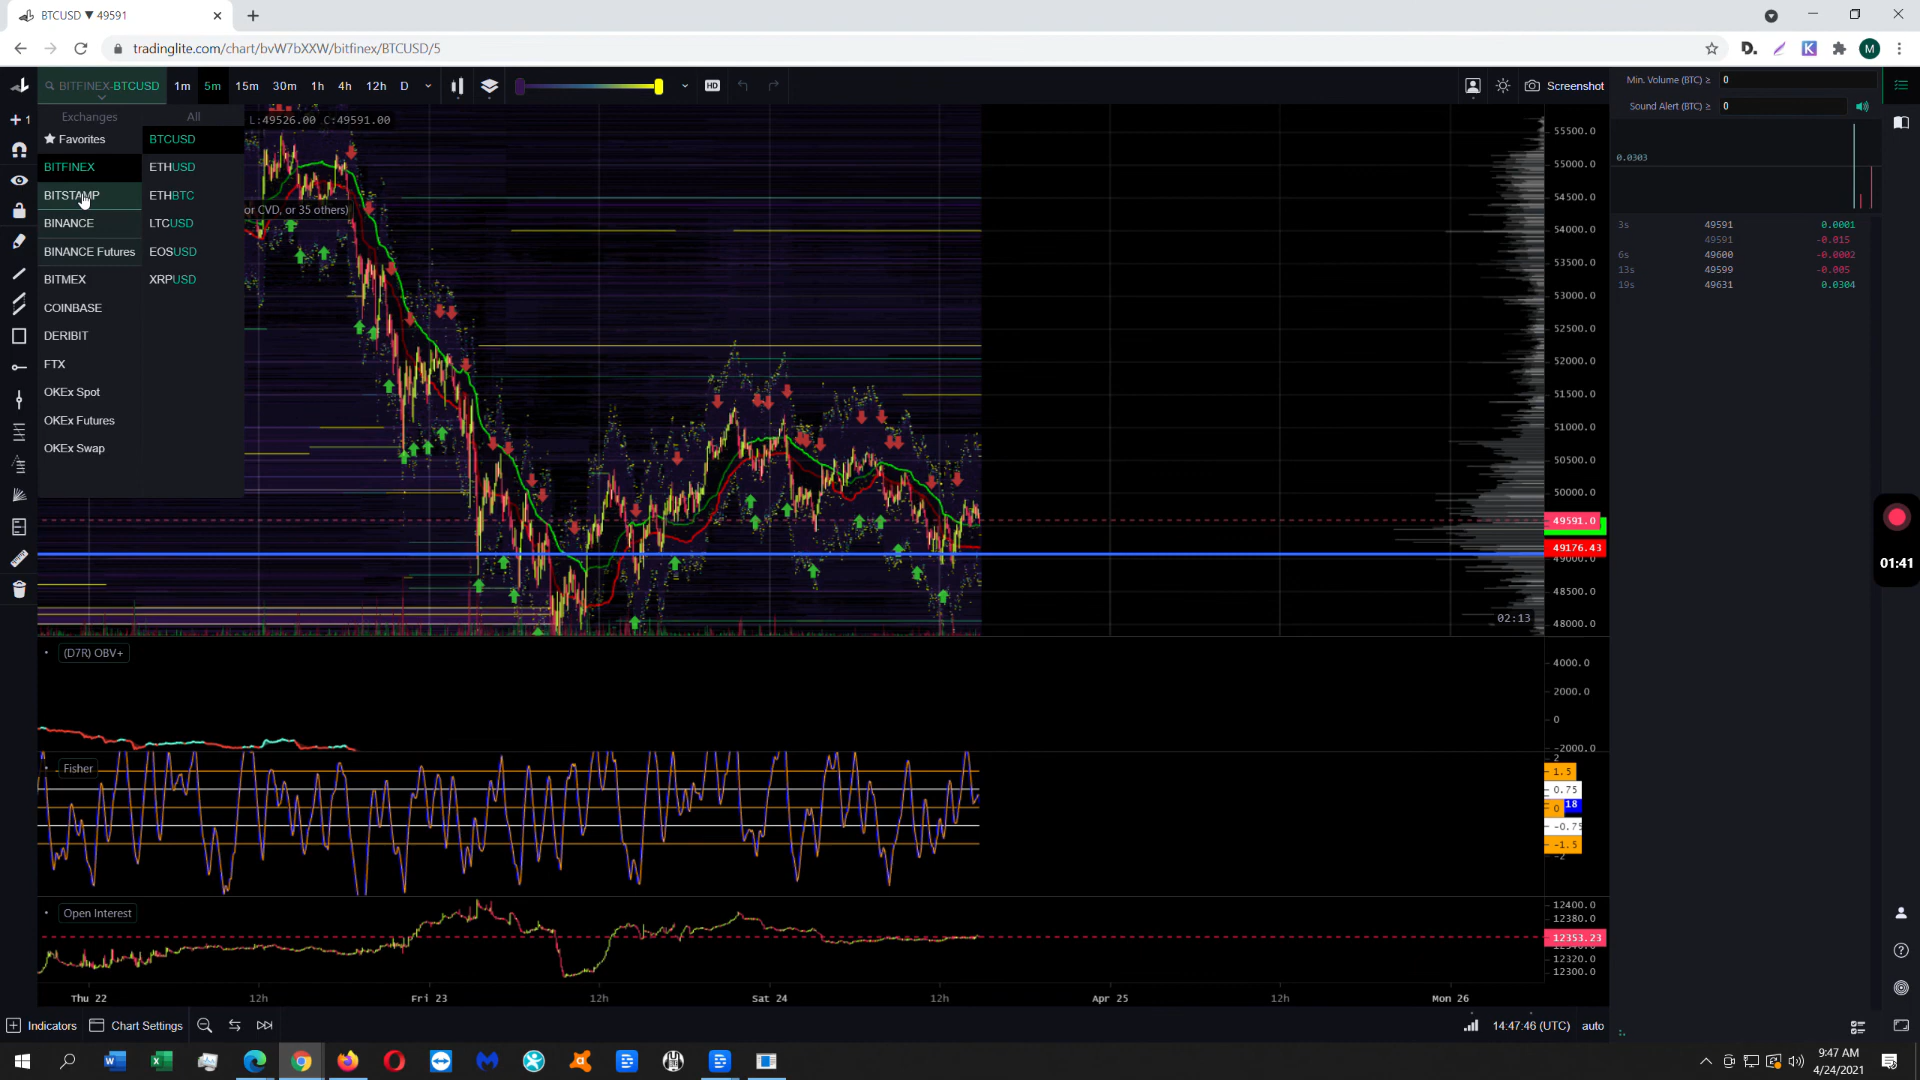 BTCUSD ▼ 49591
tradinglite.com/chart/bvW7bXXW/bitfinex/BTCUSD/5
D.
K
M
BITFINEX-BTCUSD
1m
5m
15m
30m
1h
4h
12h
D
HD
Screenshot
Min. Volume (BTC) ≥
0
Sound Alert (BTC) ≥
0
1
Exchanges
All
L:49526.00 C:49591.00
Favorites
BITFINEX
BITSTAMP
BINANCE
BINANCE Futures
BITMEX
COINBASE
DERIBIT
FTX
OKEx Spot
OKEx Futures
OKEx Swap
BTCUSD
ETHUSD
ETHBTC
LTCUSD
EOSUSD
XRPUSD
or CVD, or 35 others)
55500.0
55000.0
54500.0
54000.0
53500.0
53000.0
52500.0
52000.0
51500.0
51000.0
50500.0
50000.0
49591.0
49176.43
49000.0
48500.0
48000.0
02:13
0.0303
3s 49591 0.0001
49591 -0.015
6s 49600 -0.0002
13s 49599 -0.005
19s 49631 0.0304
01:41
(D7R) OBV+
4000.0
2000.0
0
-2000.0
Fisher
2
1.5
0.75
0
18
-0.75
-1.5
-2
Open Interest
12400.0
12380.0
12353.23
12320.0
12300.0
Thu 22
12h
Fri 23
12h
Sat 24
12h
Apr 25
12h
Mon 26
Indicators
Chart Settings
14:47:46 (UTC)
auto
9:47 AM
4/24/2021